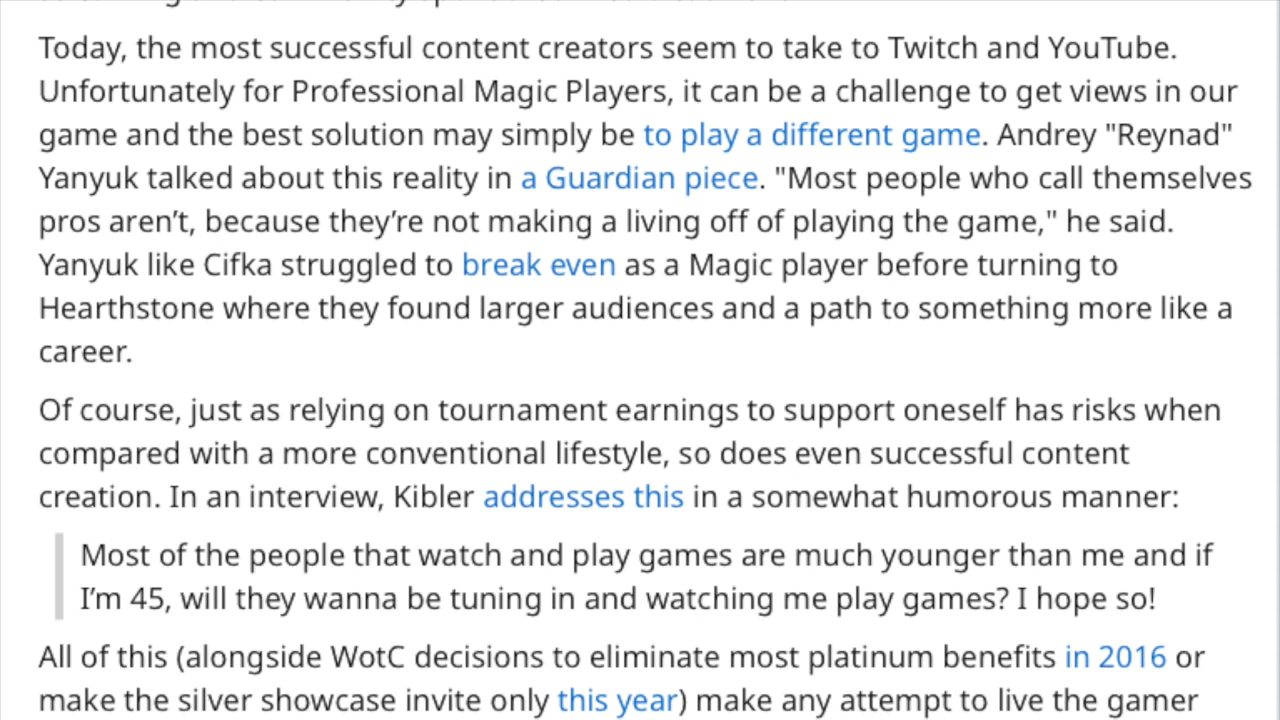 Today, the most successful content creators seem to take to Twitch and YouTube.
Unfortunately for Professional Magic Players, it can be a challenge to get views in our
game and the best solution may simply be to play a different game. Andrey "Reynad"
Yanyuk talked about this reality in a Guardian piece. "Most people who call themselves
pros aren’t, because they’re not making a living off of playing the game," he said.
Yanyuk like Cifka struggled to break even as a Magic player before turning to
Hearthstone where they found larger audiences and a path to something more like a
career.
Of course, just as relying on tournament earnings to support oneself has risks when
compared with a more conventional lifestyle, so does even successful content
creation. In an interview, Kibler addresses this in a somewhat humorous manner:
Most of the people that watch and play games are much younger than me and if
I’m 45, will they wanna be tuning in and watching me play games? I hope so!
All of this (alongside WotC decisions to eliminate most platinum benefits in 2016 or
make the silver showcase invite only this year) make any attempt to live the gamer